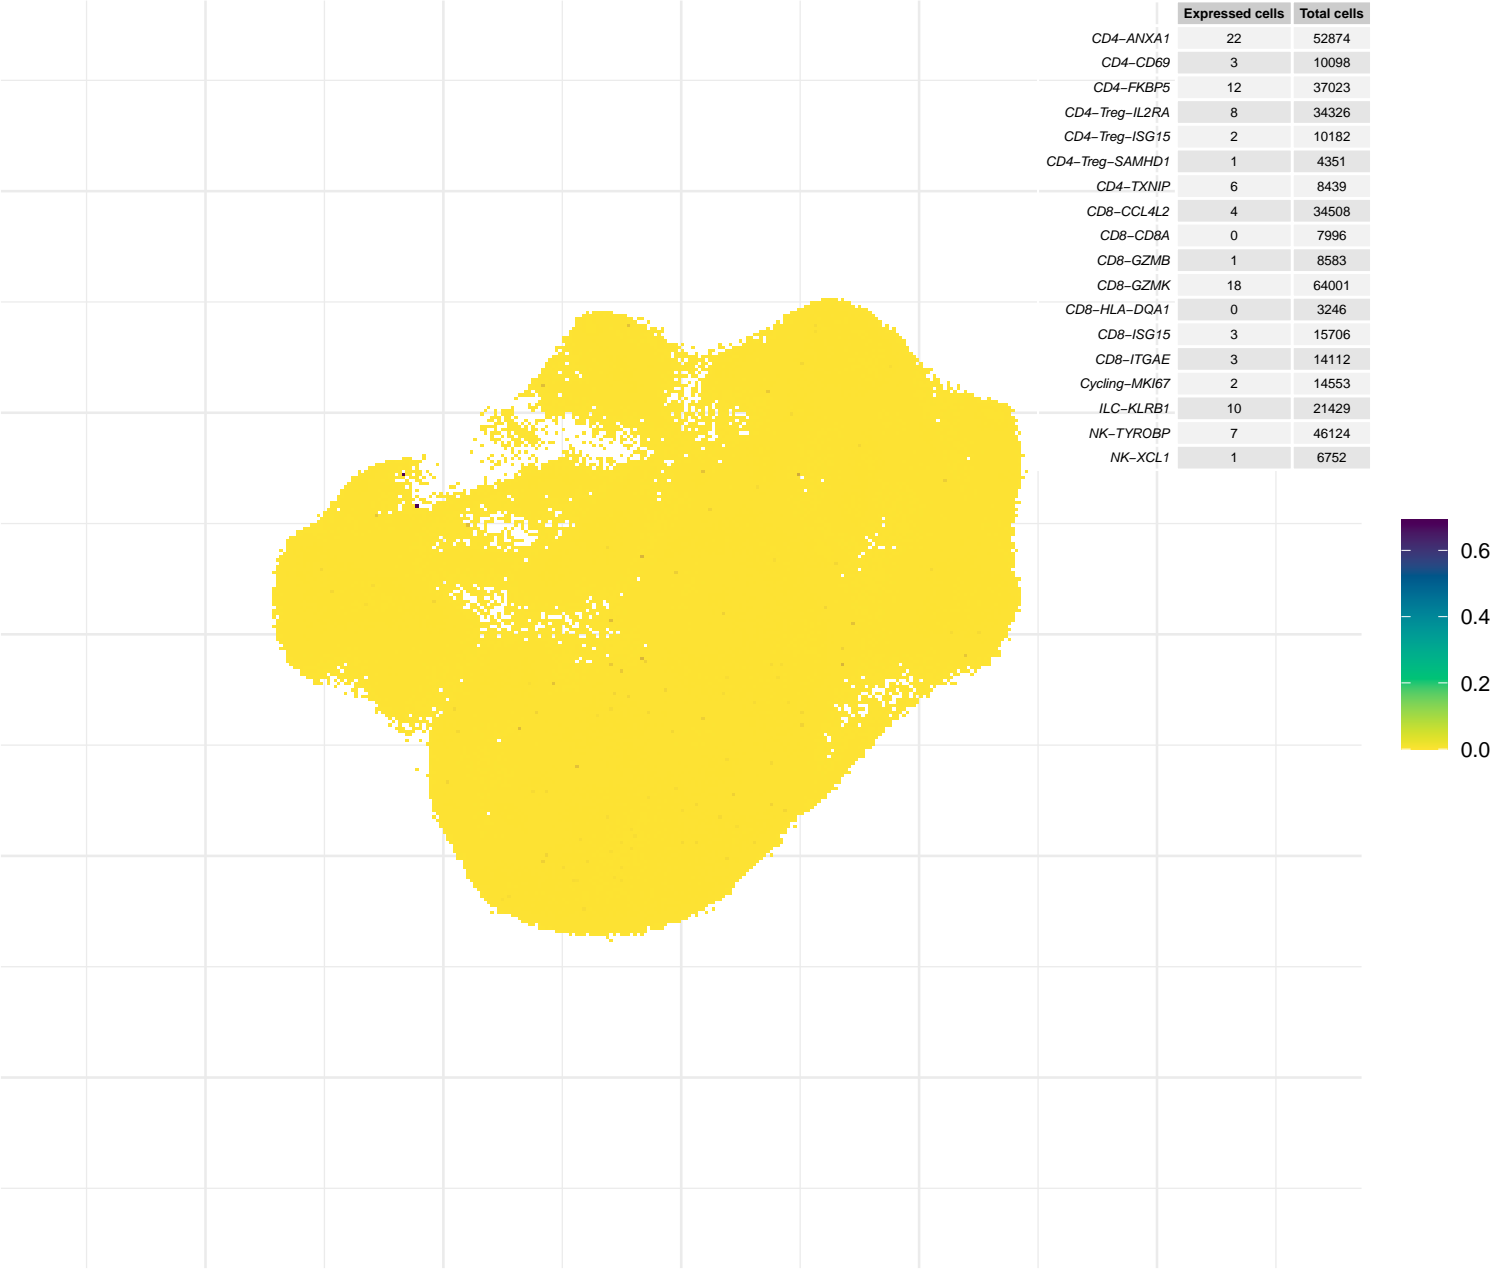 Expressed cells Total cells
CD4−ANXA1 22 52874
CD4−CD69 3 10098
CD4−FKBP5 12 37023
CD4−Treg−IL2RA 8 34326
CD4−Treg−ISG15 2 10182
CD4−Treg−SAMHD1 1 4351
CD4−TXNIP 6 8439
CD8−CCL4L2 4 34508
CD8−CD8A 0 7996
CD8−GZMB 1 8583
CD8−GZMK 18 64001
CD8−HLA−DQA1 0 3246
CD8−ISG15 3 15706
CD8−ITGAE 3 14112
Cycling−MKI67 2 14553
ILC−KLRB1 10 21429
NK−TYROBP 7 46124
NK−XCL1 1 6752
0.6
0.4
0.2
0.0